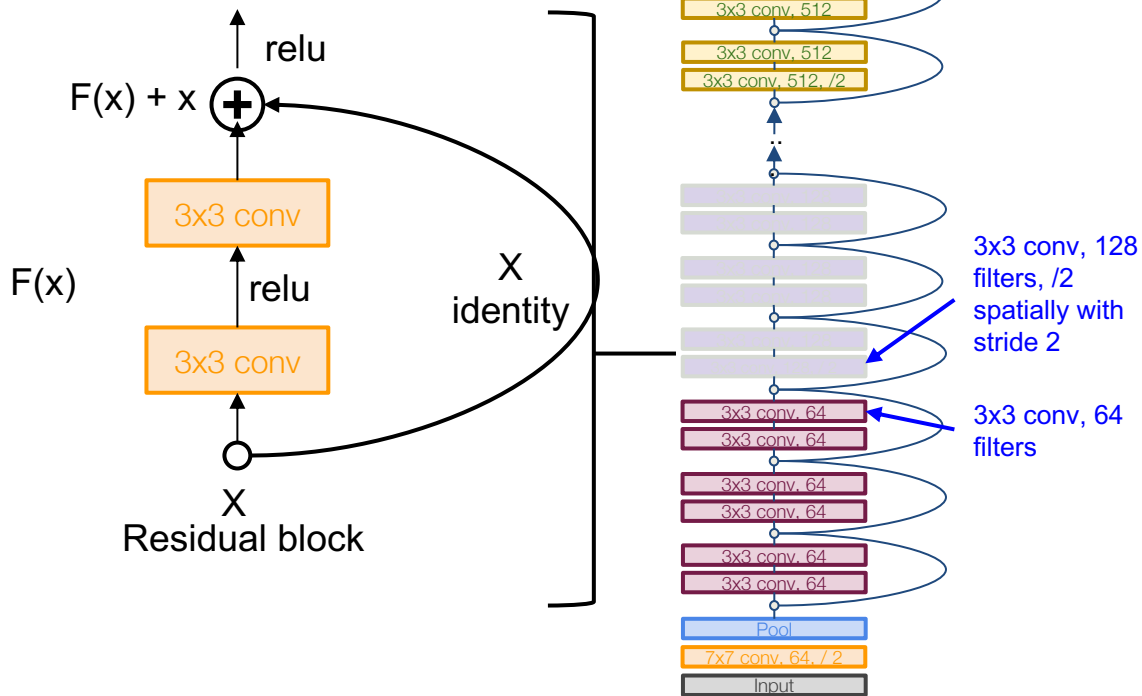 relu
F(x) + x
3x3 conv
F(x)
relu
X
identity
3x3 conv
X
Residual block
3x3 conv, 512
3x3 conv, 512
3x3 conv, 512, /2
..
.
3x3 conv, 128
filters, /2
spatially with
stride 2
3x3 conv, 64
3x3 conv, 64
3x3 conv, 64
filters
3x3 conv, 64
3x3 conv, 64
3x3 conv, 64
3x3 conv, 64
Pool
7x7 conv, 64, / 2
Input